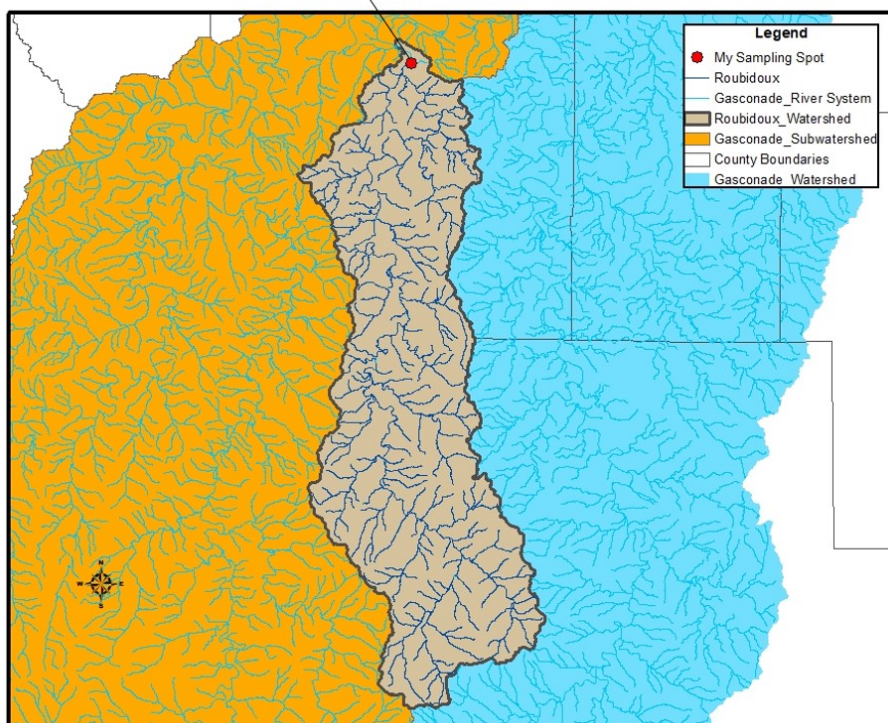 Legend
My Sampling Spot
Roubidoux
Gasconade_River System
Roubidoux_Watershed
Gasconade_Subwatershed
County Boundaries
Gasconade_Watershed
N
W E
S